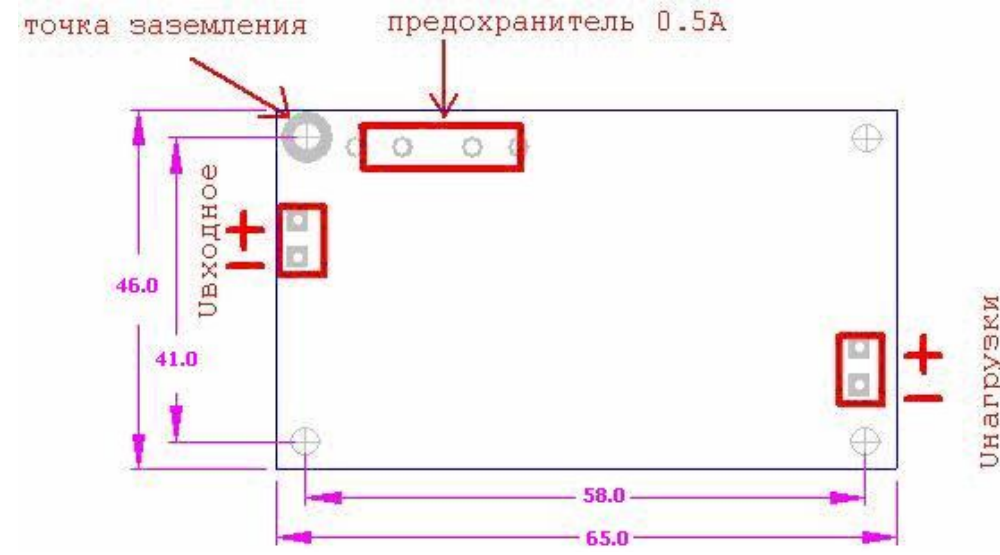 точка заземления
предохранитель 0.5А
Uвходное
+
−
46.0
41.0
+
−
Uнагрузки
58.0
65.0